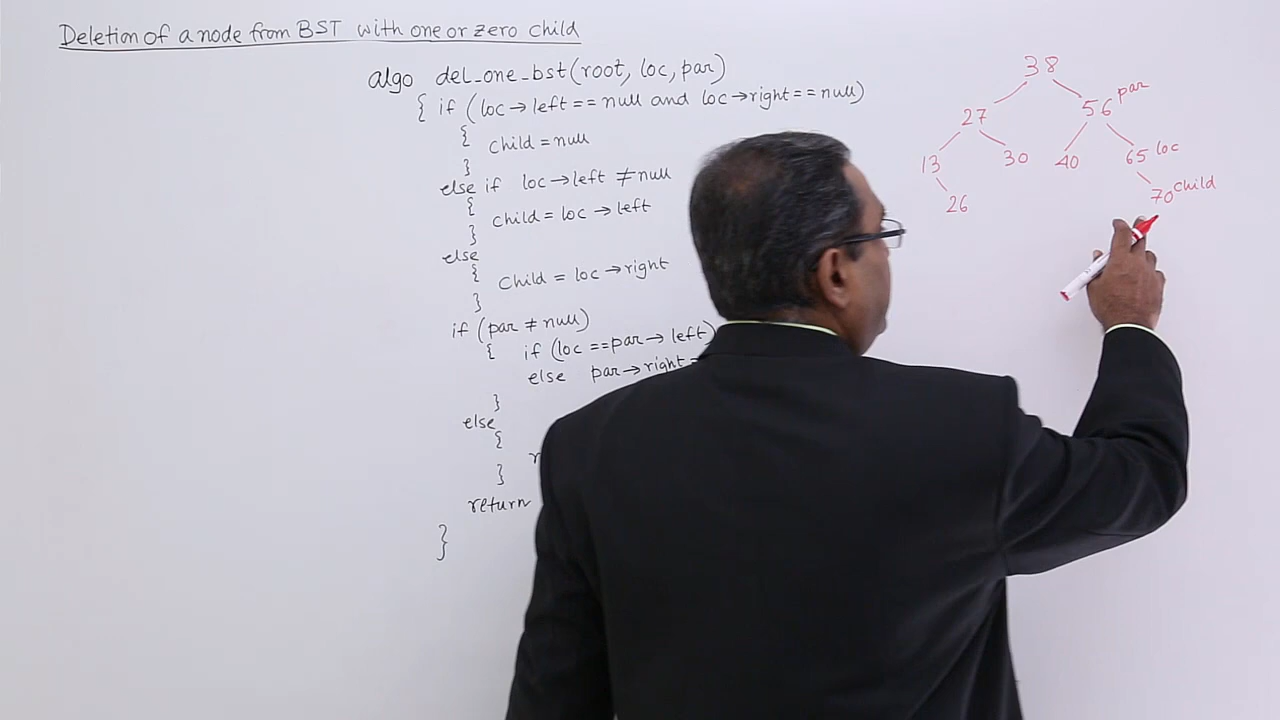 Deletion of a node from BST with one or zero child
algo del_one_bst(root, loc, par)
{ if (loc→left == null and loc→right == null)
{ child = null
}
else if loc→left ≠ null
{ child = loc→left
}
else
{ child = loc→right
}
if (par ≠ null)
{ if (loc == par→left)
else par→right =
}
else
{
}
return
}
38
27 56 par
13 30 40 65 loc
26 70 child